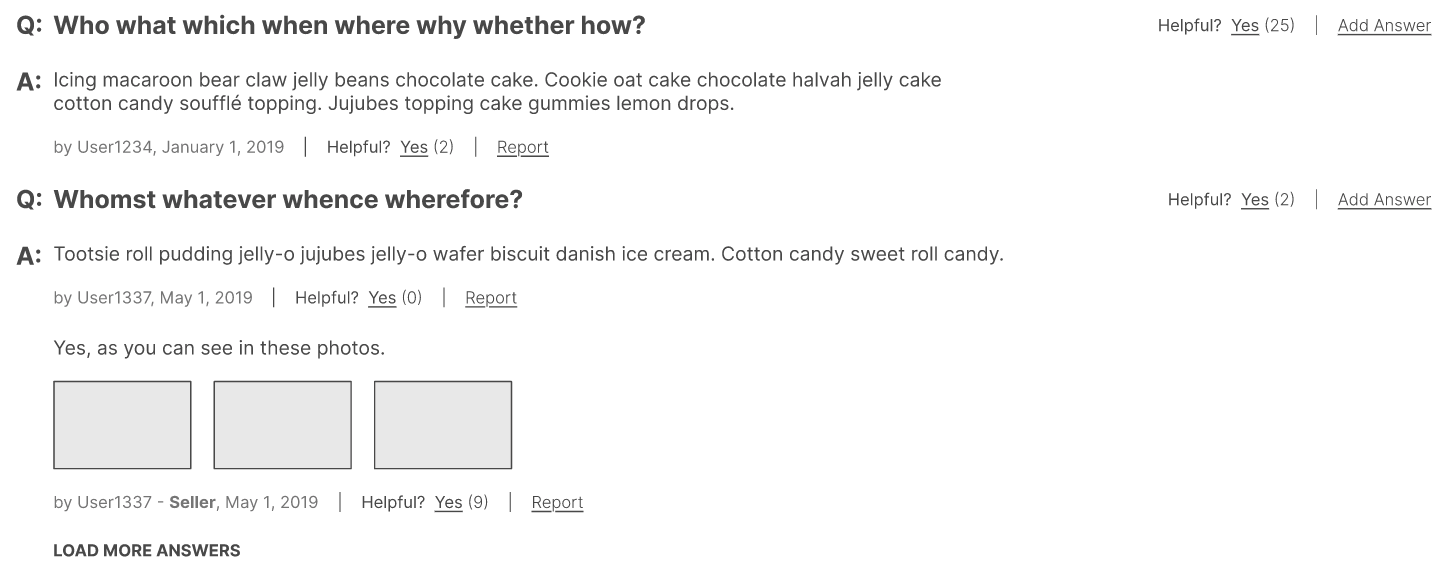 Q: Who what which when where why whether how? Helpful? Yes (25) | Add Answer
A: Icing macaroon bear claw jelly beans chocolate cake. Cookie oat cake chocolate halvah jelly cake
cotton candy soufflé topping. Jujubes topping cake gummies lemon drops.
by User1234, January 1, 2019 | Helpful? Yes (2) | Report
Q: Whomst whatever whence wherefore? Helpful? Yes (2) | Add Answer
A: Tootsie roll pudding jelly-o jujubes jelly-o wafer biscuit danish ice cream. Cotton candy sweet roll candy.
by User1337, May 1, 2019 | Helpful? Yes (0) | Report
Yes, as you can see in these photos.
by User1337 - Seller, May 1, 2019 | Helpful? Yes (9) | Report
LOAD MORE ANSWERS